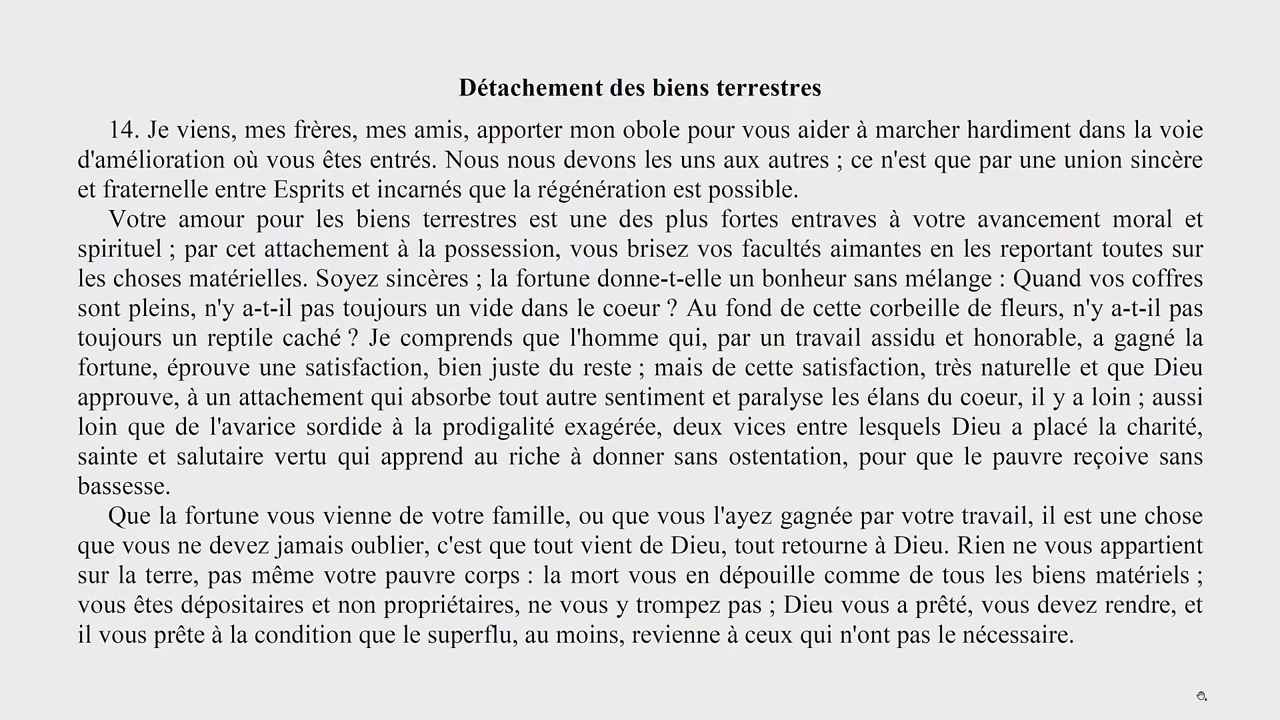 Détachement des biens terrestres
14. Je viens, mes frères, mes amis, apporter mon obole pour vous aider à marcher hardiment dans la voie
d'amélioration où vous êtes entrés. Nous nous devons les uns aux autres ; ce n'est que par une union sincère
et fraternelle entre Esprits et incarnés que la régénération est possible.
Votre amour pour les biens terrestres est une des plus fortes entraves à votre avancement moral et
spirituel ; par cet attachement à la possession, vous brisez vos facultés aimantes en les reportant toutes sur
les choses matérielles. Soyez sincères ; la fortune donne-t-elle un bonheur sans mélange : Quand vos coffres
sont pleins, n'y a-t-il pas toujours un vide dans le coeur ? Au fond de cette corbeille de fleurs, n'y a-t-il pas
toujours un reptile caché ? Je comprends que l'homme qui, par un travail assidu et honorable, a gagné la
fortune, éprouve une satisfaction, bien juste du reste ; mais de cette satisfaction, très naturelle et que Dieu
approuve, à un attachement qui absorbe tout autre sentiment et paralyse les élans du coeur, il y a loin ; aussi
loin que de l'avarice sordide à la prodigalité exagérée, deux vices entre lesquels Dieu a placé la charité,
sainte et salutaire vertu qui apprend au riche à donner sans ostentation, pour que le pauvre reçoive sans
bassesse.
Que la fortune vous vienne de votre famille, ou que vous l'ayez gagnée par votre travail, il est une chose
que vous ne devez jamais oublier, c'est que tout vient de Dieu, tout retourne à Dieu. Rien ne vous appartient
sur la terre, pas même votre pauvre corps : la mort vous en dépouille comme de tous les biens matériels ;
vous êtes dépositaires et non propriétaires, ne vous y trompez pas ; Dieu vous a prêté, vous devez rendre, et
il vous prête à la condition que le superflu, au moins, revienne à ceux qui n'ont pas le nécessaire.